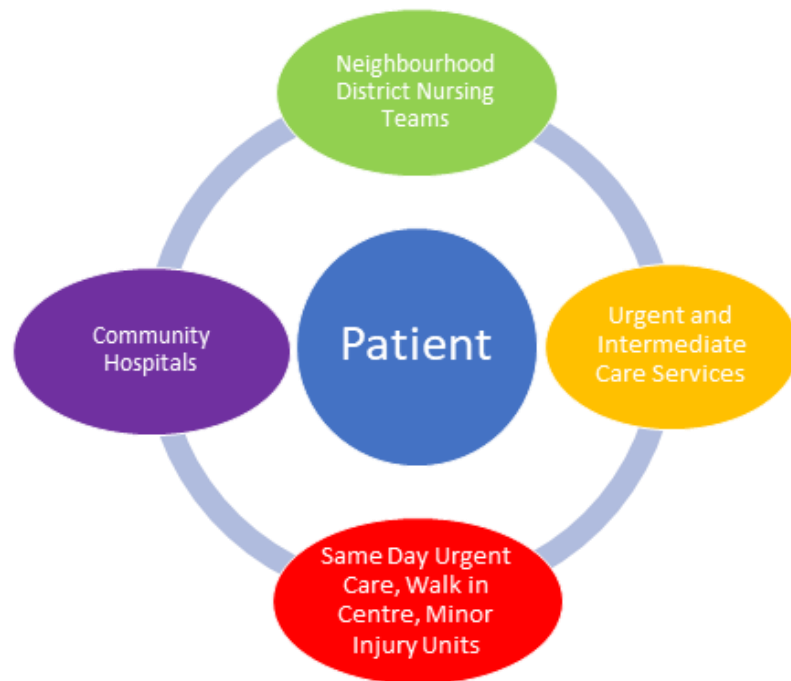 Neighbourhood
District Nursing
Teams
Community
Hospitals
Patient
Urgent and
Intermediate
Care Services
Same Day Urgent
Care, Walk in
Centre, Minor
Injury Units